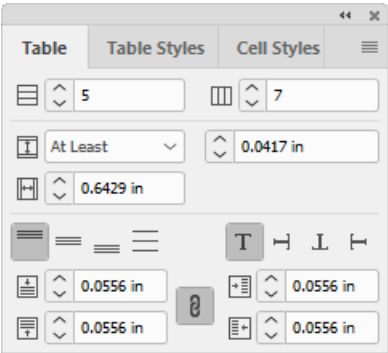 Table Table Styles Cell Styles
5 7
At Least 0.0417 in
0.6429 in
T T T T
0.0556 in 0.0556 in
0.0556 in 0.0556 in